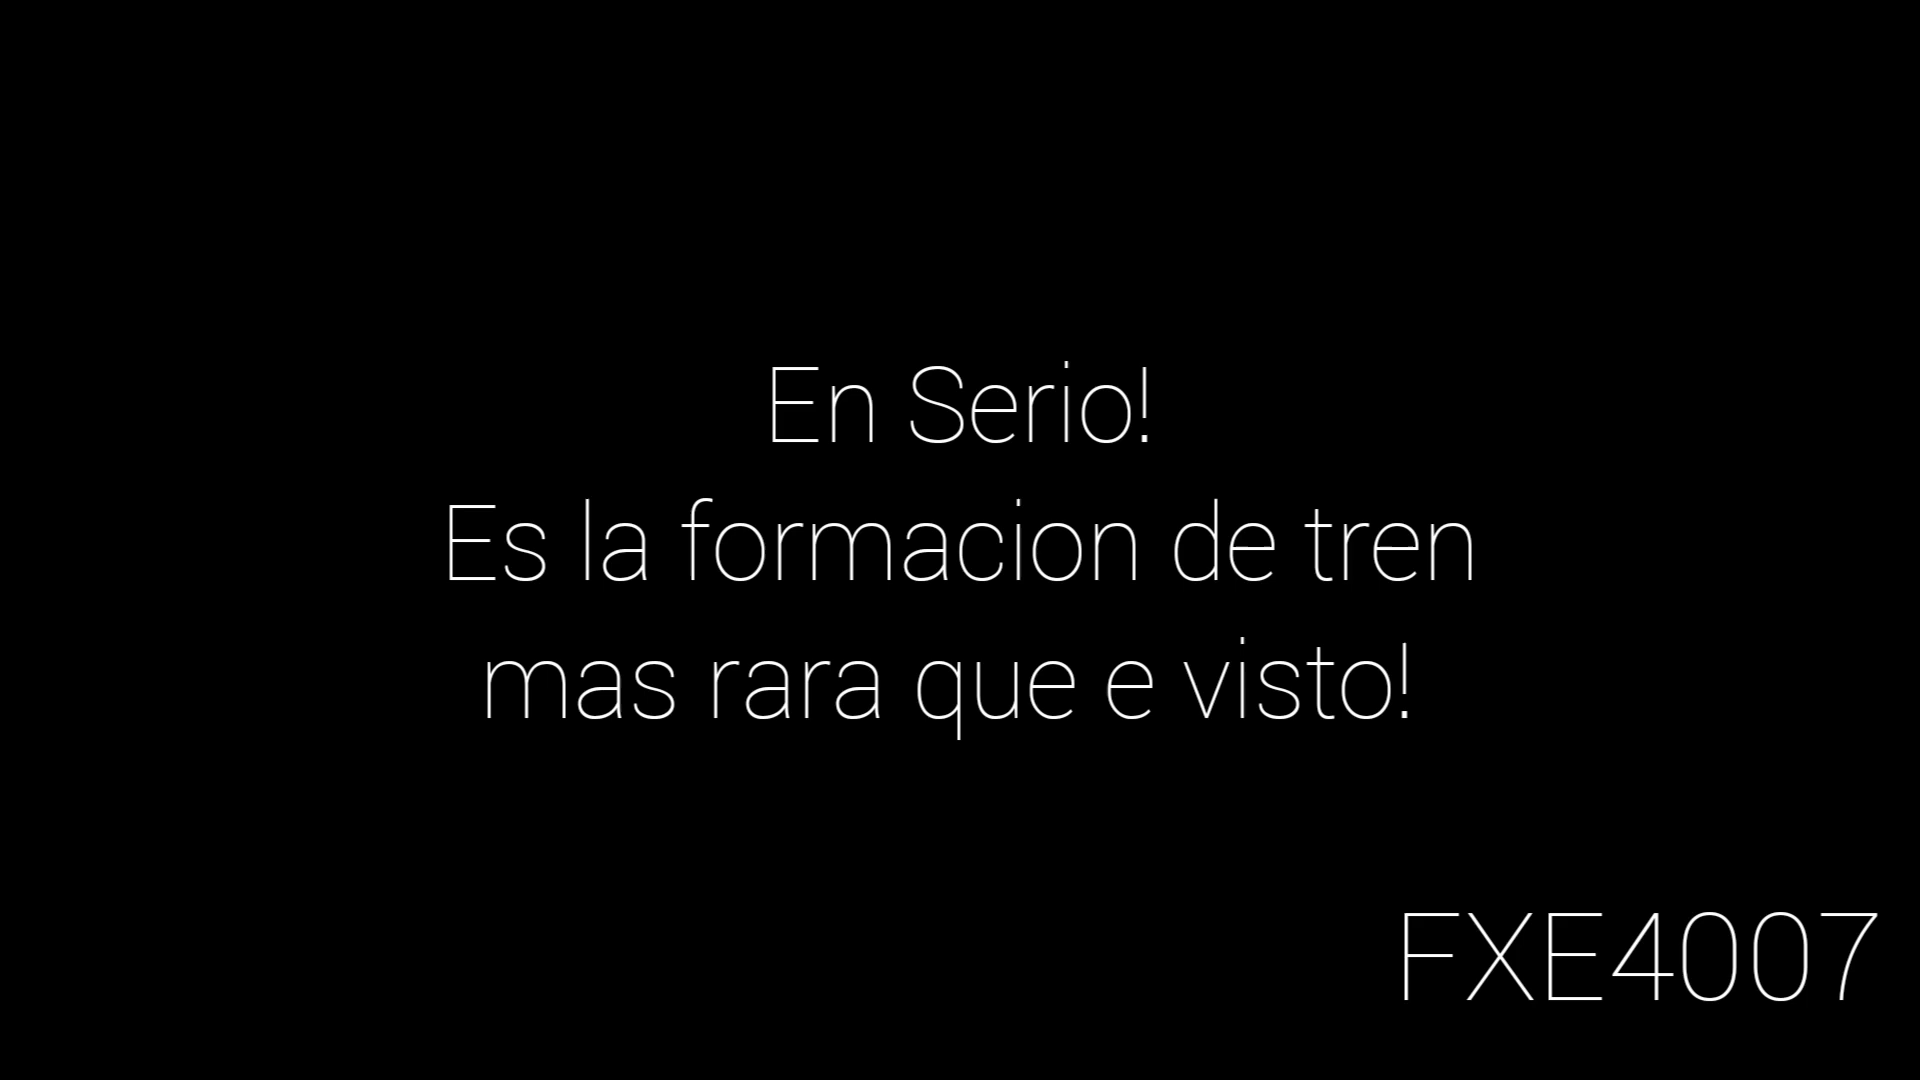 En Serio!
Es la formacion de tren
mas rara que e visto!
FXE4007